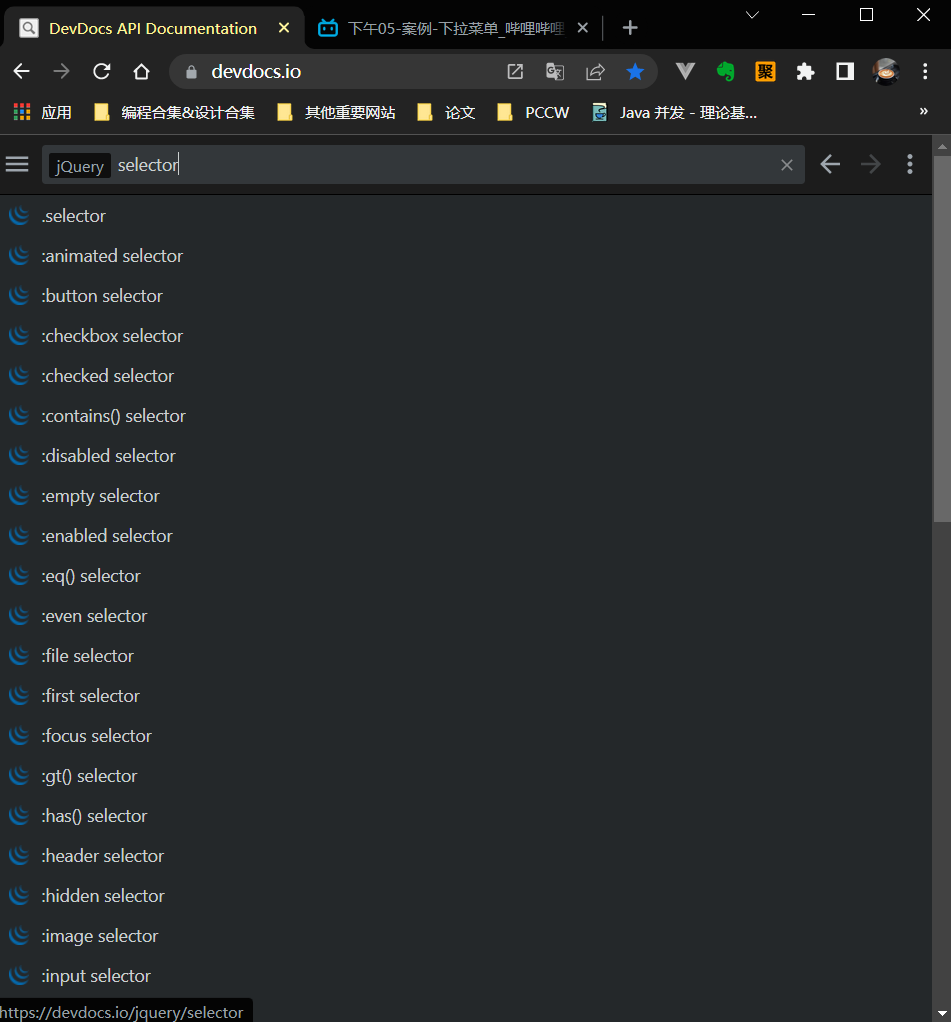 DevDocs API Documentation
下午05-案例-下拉菜单_哔哩哔哩
devdocs.io
聚
应用
编程合集&设计合集
其他重要网站
论文
PCCW
Java 并发 - 理论基...
»
jQuery selector
.selector
:animated selector
:button selector
:checkbox selector
:checked selector
:contains() selector
:disabled selector
:empty selector
:enabled selector
:eq() selector
:even selector
:file selector
:first selector
:focus selector
:gt() selector
:has() selector
:header selector
:hidden selector
:image selector
:input selector
https://devdocs.io/jquery/selector